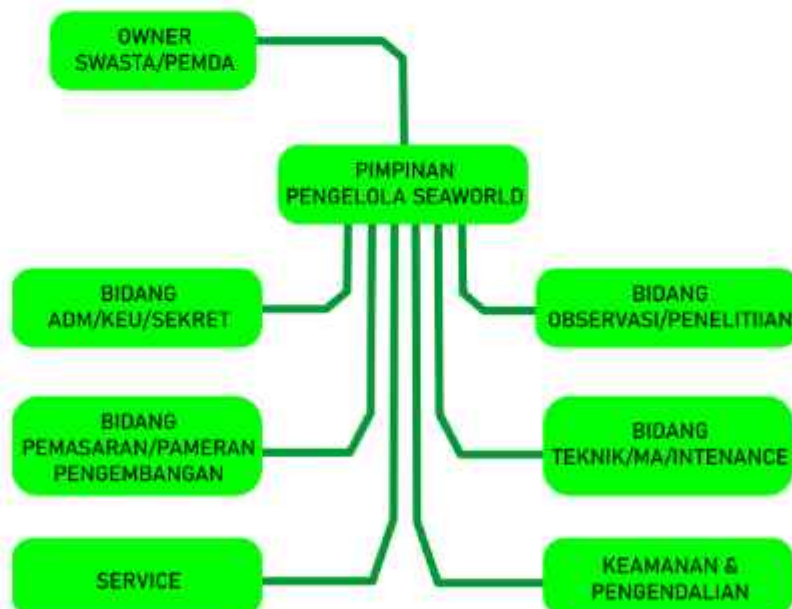 OWNER
SWASTA/PEMDA
PIMPINAN
PENGELOLA SEAWORLD
BIDANG
ADM/KEU/SEKRET
BIDANG
OBSERVASI/PENELITIIAN
BIDANG
PEMASARAN/PAMERAN
PENGEMBANGAN
BIDANG
TEKNIK/MA/INTENANCE
SERVICE
KEAMANAN &
PENGENDALIAN